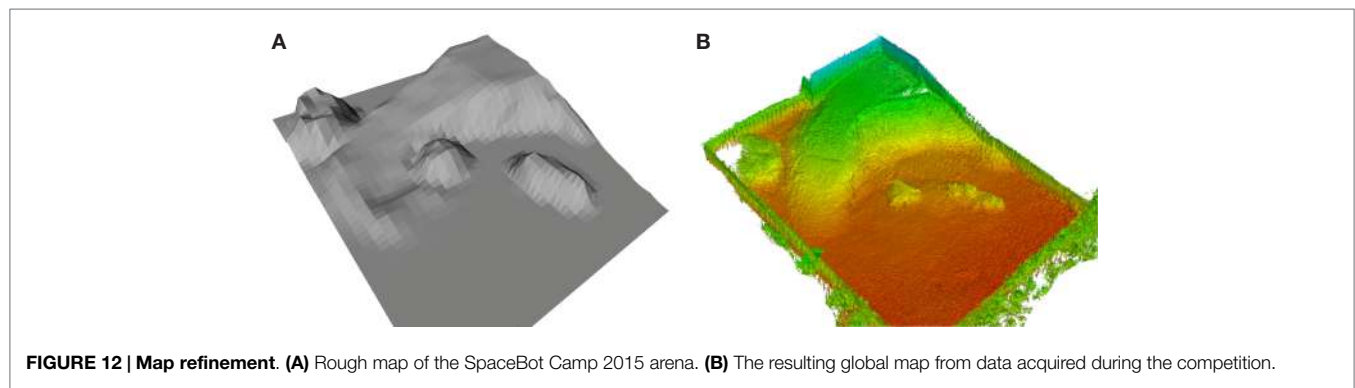 A
B
FIGURE 12 | Map refinement. (A) Rough map of the SpaceBot Camp 2015 arena. (B) The resulting global map from data acquired during the competition.